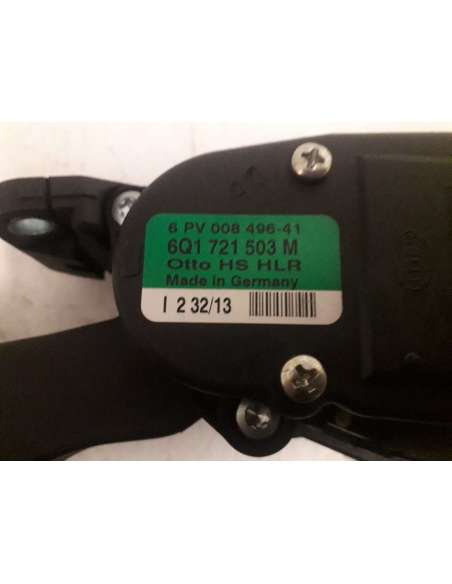 6 PV 008 496-41
6Q1 721 503 M
Otto HS HLR
Made in Germany
I 2 32/13